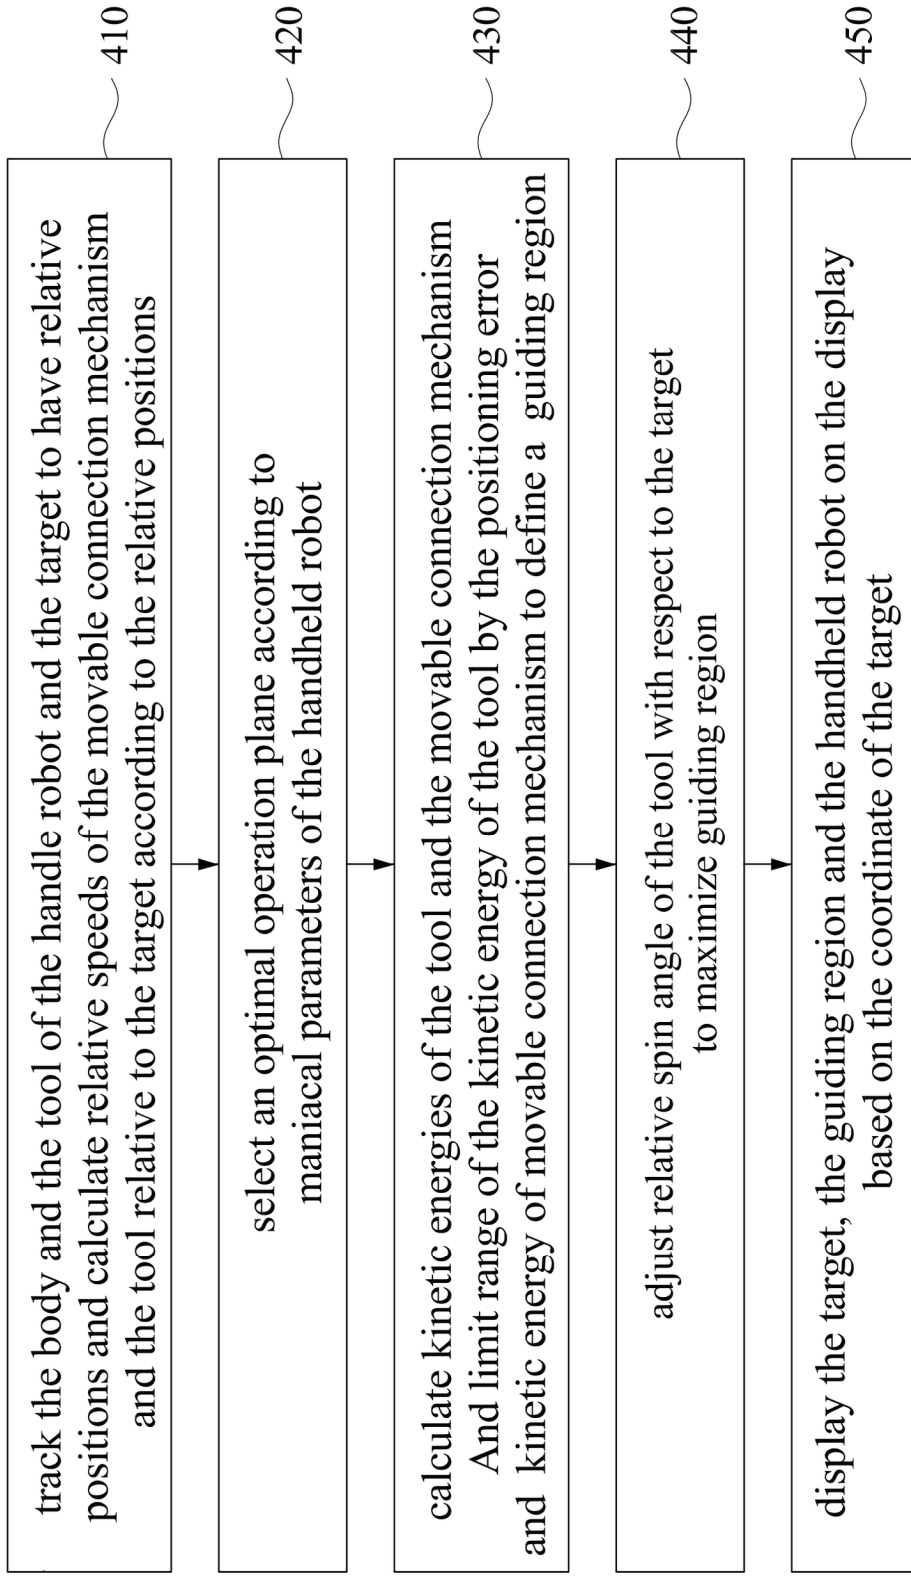 track the body and the tool of the handle robot and the target to have relative
positions and calculate relative speeds of the movable connection mechanism
and the tool relative to the target according to the relative positions
410
select an optimal operation plane according to
maniacal parameters of the handheld robot
420
calculate kinetic energies of the tool and the movable connection mechanism
And limit range of the kinetic energy of the tool by the positioning error
and kinetic energy of movable connection mechanism to define a guiding region
430
adjust relative spin angle of the tool with respect to the target
to maximize guiding region
440
display the target, the guiding region and the handheld robot on the display
based on the coordinate of the target
450